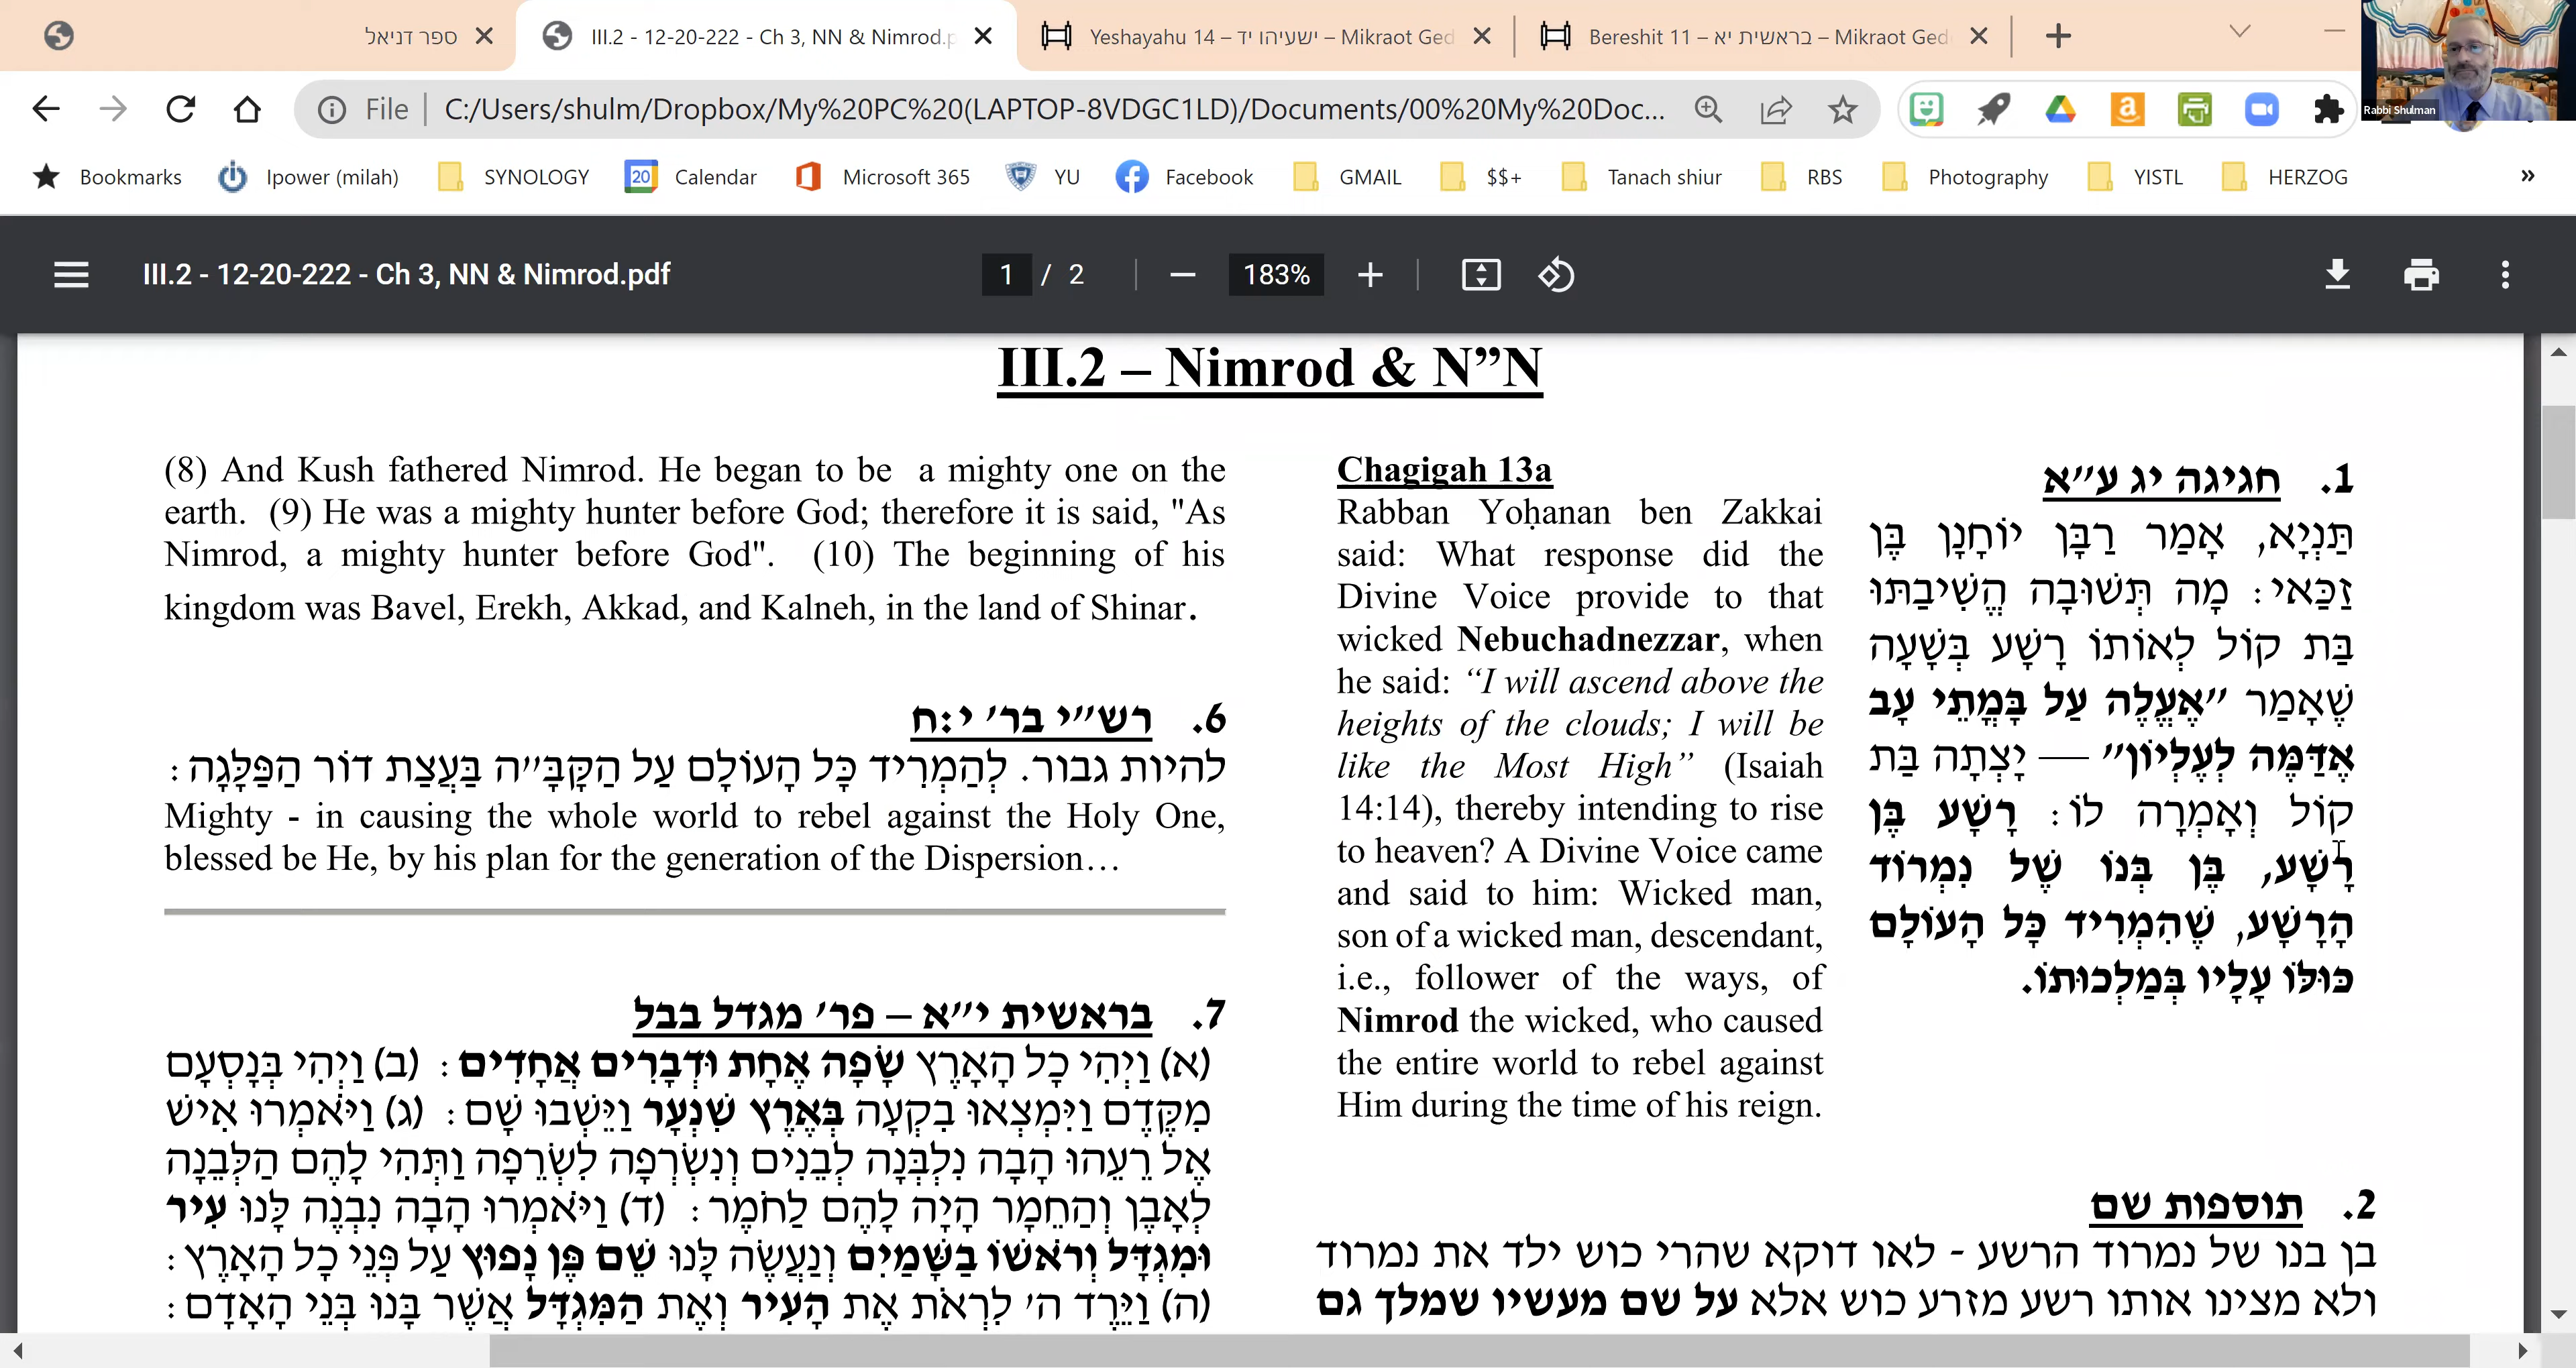 ספר דניאל
III.2 - 12-20-222 - Ch 3, NN & Nimrod.p
Yeshayahu 14 – ישעיהו יד – Mikraot Ged
Bereshit 11 – בראשית יא – Mikraot Ged
File
C:/Users/shulm/Dropbox/My%20PC%20(LAPTOP-8VDGC1LD)/Documents/00%20My%20Doc...
Rabbi Shulman
Bookmarks Ipower (milah) SYNOLOGY 20 Calendar Microsoft 365 YU Facebook GMAIL $$+ Tanach shiur RBS Photography YISTL HERZOG »
III.2 - 12-20-222 - Ch 3, NN & Nimrod.pdf
1 / 2
183%
III.2 – Nimrod & N”N
(8) And Kush fathered Nimrod. He began to be a mighty one on the
earth. (9) He was a mighty hunter before God; therefore it is said, "As
Nimrod, a mighty hunter before God". (10) The beginning of his
kingdom was Bavel, Erekh, Akkad, and Kalneh, in the land of Shinar.
6. רש״י בר׳ י:ח
להיות גבור. לְהַמְרִיד כָּל הָעוֹלָם עַל הַקָּבָּ״ה בַּעֲצַת דוֹר הַפַּלָּגָה:
Mighty - in causing the whole world to rebel against the Holy One,
blessed be He, by his plan for the generation of the Dispersion…
7. בראשית י״א – פר׳ מגדל בבל
(א) וַיְהִי כָל הָאָרֶץ שָׂפָה אֶחָת וּדְבָרִים אֲחָדִים: (ב) וַיְהִי בְּנָסְעָם
מִקֶּדֶם וַיִּמְצְאוּ בִקְעָה בְּאֶרֶץ שִׁנְעָר וַיֵּשְׁבוּ שָׁם: (ג) וַיֹּאמְרוּ אִישׁ
אֶל רֵעֵהוּ הָבָה נִלְבְּנָה לְבֵנִים וְנִשְׂרְפָה לִשְׂרֵפָה וַתְּהִי לָהֶם הַלְּבֵנָה
לְאָבֶן וְהַחֵמָר הָיָה לָהֶם לַחֹמֶר: (ד) וַיֹּאמְרוּ הָבָה נִבְנֶה לָּנוּ עִיר
וּמִגְדָּל וְרֹאשׁוֹ בַשָּׁמַיִם וְנַעֲשֶׂה לָּנוּ שֵׁם פֶּן נָפוּץ עַל פְּנֵי כָל הָאָרֶץ:
(ה) וַיֵּרֶד ה׳ לִרְאֹת אֶת הָעִיר וְאֶת הַמִּגְדָּל אֲשֶׁר בָּנוּ בְּנֵי הָאָדָם:
Chagigah 13a
Rabban Yoḥanan ben Zakkai
said: What response did the
Divine Voice provide to that
wicked Nebuchadnezzar, when
he said: “I will ascend above the
heights of the clouds; I will be
like the Most High” (Isaiah
14:14), thereby intending to rise
to heaven? A Divine Voice came
and said to him: Wicked man,
son of a wicked man, descendant,
i.e., follower of the ways, of
Nimrod the wicked, who caused
the entire world to rebel against
Him during the time of his reign.
1. חגיגה יג ע״א
תַּנְיָא, אָמַר רַבָּן יוֹחָנָן בֶּן
זַכַּאי: מָה תְּשׁוּבָה הֱשִׁיבַתּוּ
בַּת קוֹל לְאוֹתוֹ רָשָׁע בְּשָׁעָה
שֶׁאָמַר ״אֶעֱלֶה עַל בָּמֳתֵי עָב
אֶדַּמֶּה לְעֶלְיוֹן״ — יָצְתָה בַּת
קוֹל וְאָמְרָה לוֹ: רָשָׁע בֶּן
רָשָׁע, בֶּן בְּנוֹ שֶׁל נִמְרוֹד
הָרָשָׁע, שֶׁהִמְרִיד כָּל הָעוֹלָם
כּוּלּוֹ עָלָיו בְּמַלְכוּתוֹ.
2. תוספות שם
בן בנו של נמרוד הרשע - לאו דוקא שהרי כוש ילד את נמרוד
ולא מצינו אותו רשע מזרע כוש אלא על שם מעשיו שמלך גם